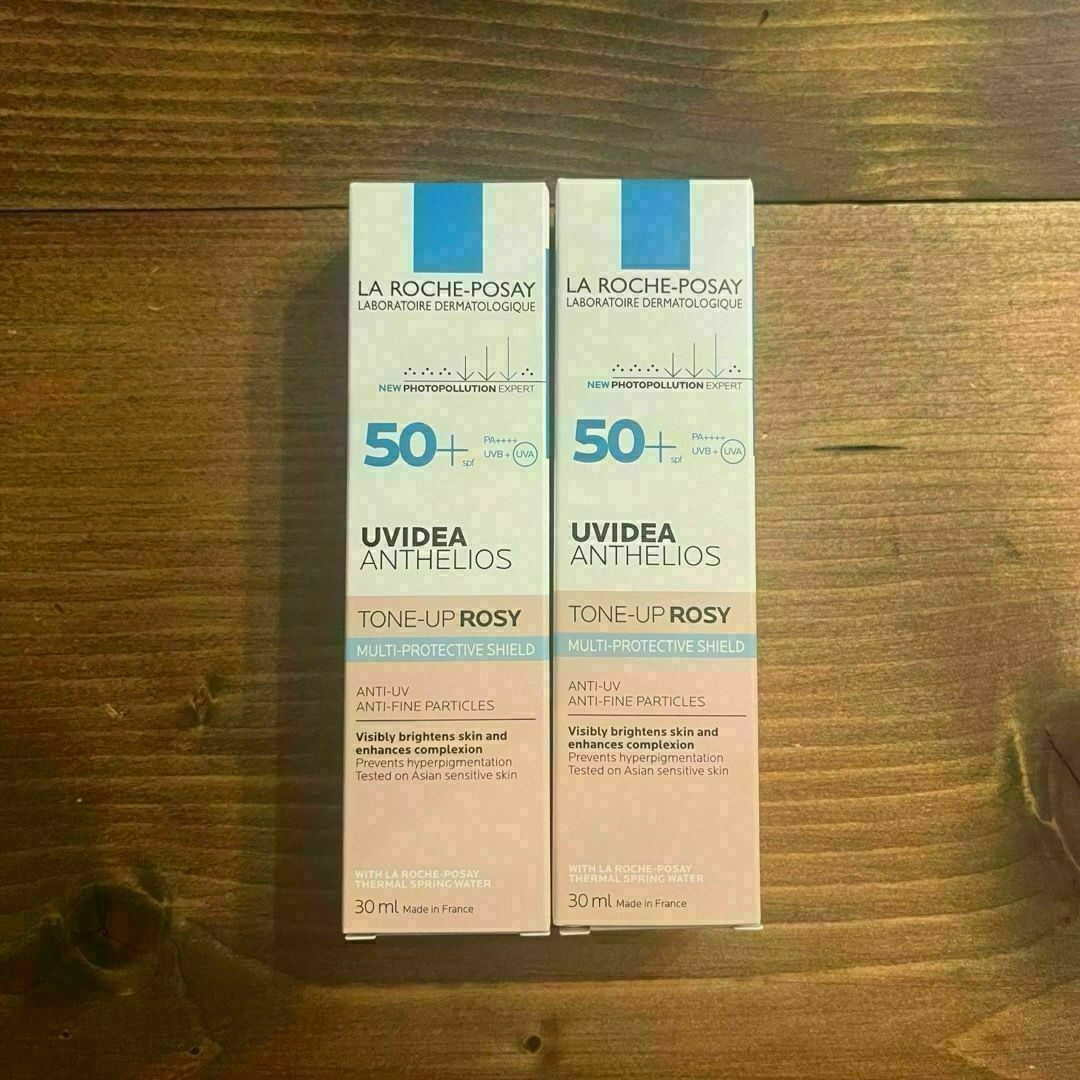 LA ROCHE-POSAY
LABORATOIRE DERMATOLOGIQUE
NEW PHOTOPOLLUTION EXPERT
50+ spf
PA++++
UVB + UVA
UVIDEA
ANTHELIOS
TONE-UP ROSY
MULTI-PROTECTIVE SHIELD
ANTI-UV
ANTI-FINE PARTICLES
Visibly brightens skin and
enhances complexion
Prevents hyperpigmentation
Tested on Asian sensitive skin
WITH LA ROCHE-POSAY
THERMAL SPRING WATER
30 ml Made in France
LA ROCHE-POSAY
LABORATOIRE DERMATOLOGIQUE
NEW PHOTOPOLLUTION EXPERT
50+ spf
PA++++
UVB + UVA
UVIDEA
ANTHELIOS
TONE-UP ROSY
MULTI-PROTECTIVE SHIELD
ANTI-UV
ANTI-FINE PARTICLES
Visibly brightens skin and
enhances complexion
Prevents hyperpigmentation
Tested on Asian sensitive skin
WITH LA ROCHE-POSAY
THERMAL SPRING WATER
30 ml Made in France